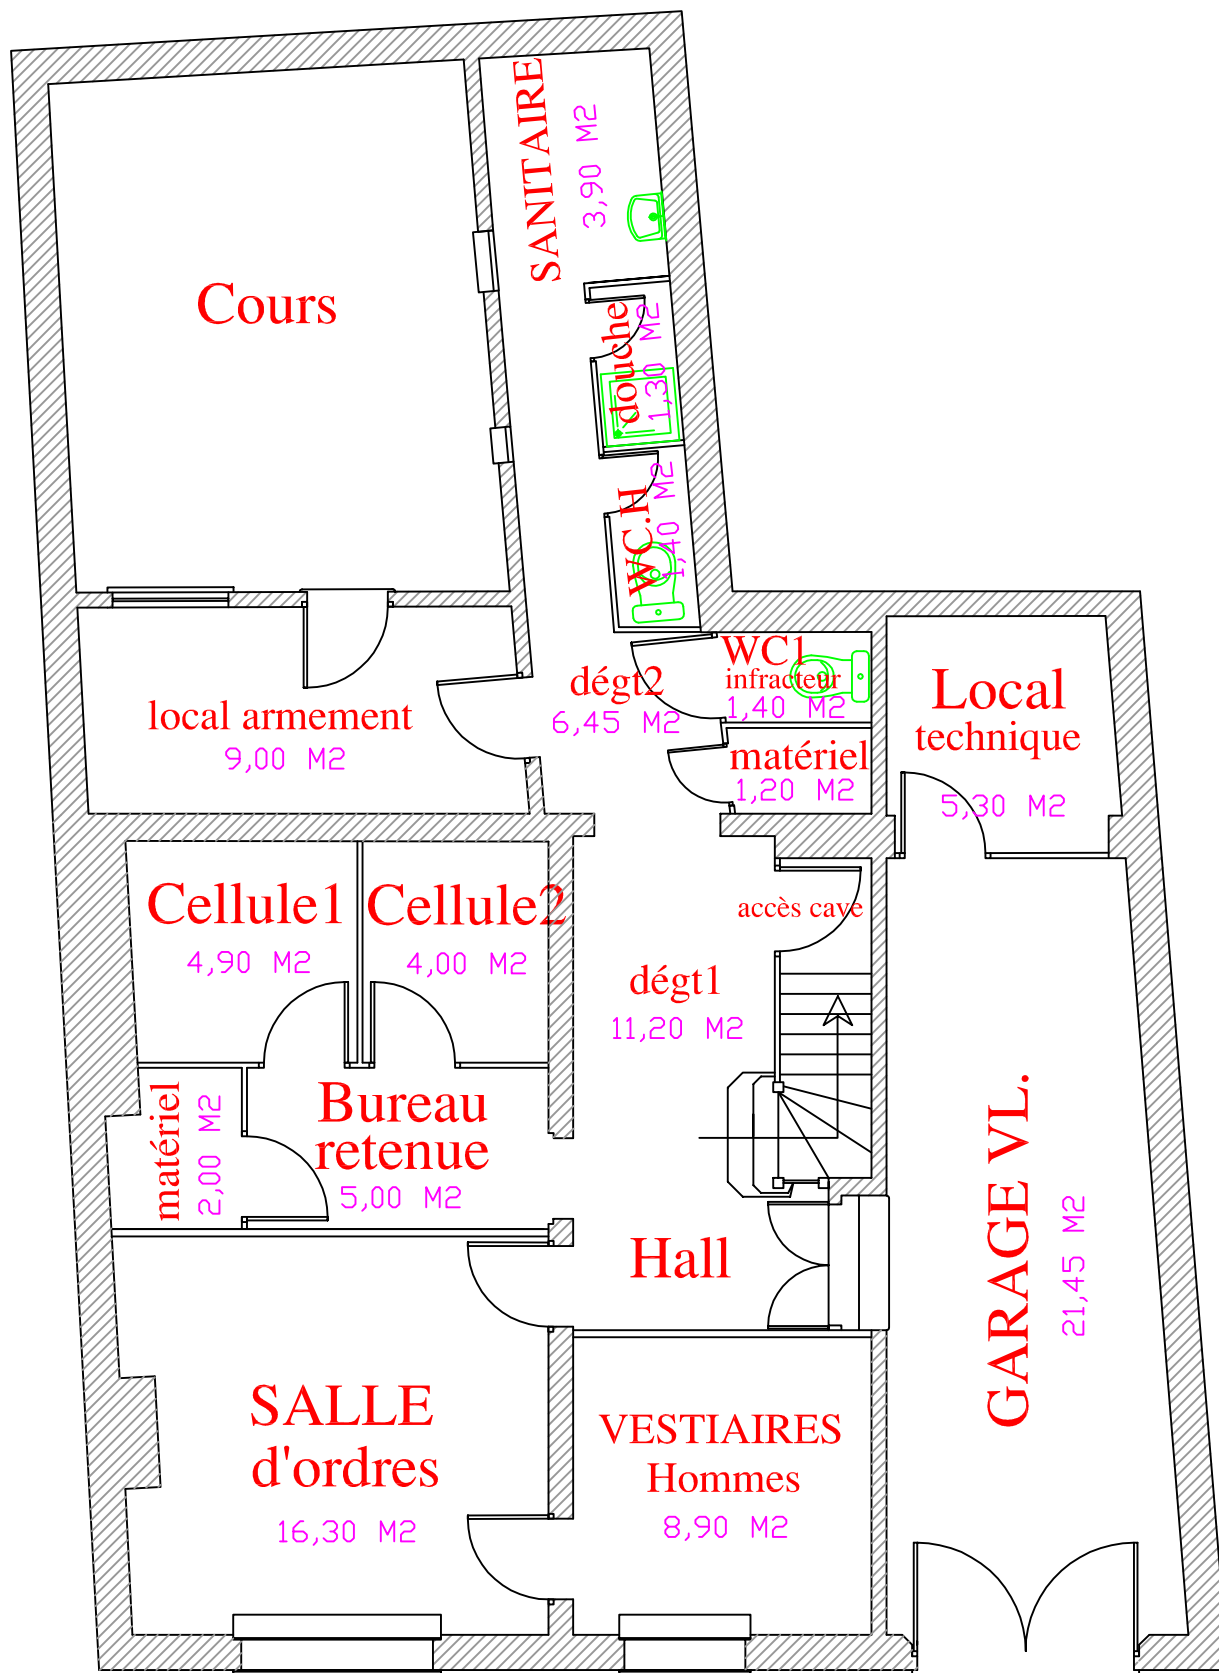 SANITAIRE
3,90 M2
Cours
douche
1,30 M2
WC.H
1,40 M2
WC1
infracteur
1,40 M2
dégt2
6,45 M2
local armement
9,00 M2
matériel
1,20 M2
Local
technique
5,30 M2
Cellule1
4,90 M2
Cellule2
4,00 M2
accès cave
dégt1
11,20 M2
matériel
2,00 M2
Bureau
retenue
5,00 M2
Hall
GARAGE VL.
21,45 M2
SALLE
d'ordres
16,30 M2
VESTIAIRES
Hommes
8,90 M2